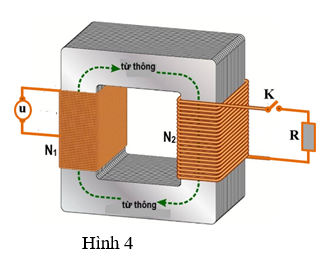 từ thông
K
u
R
N₁
N₂
từ thông
Hình 4